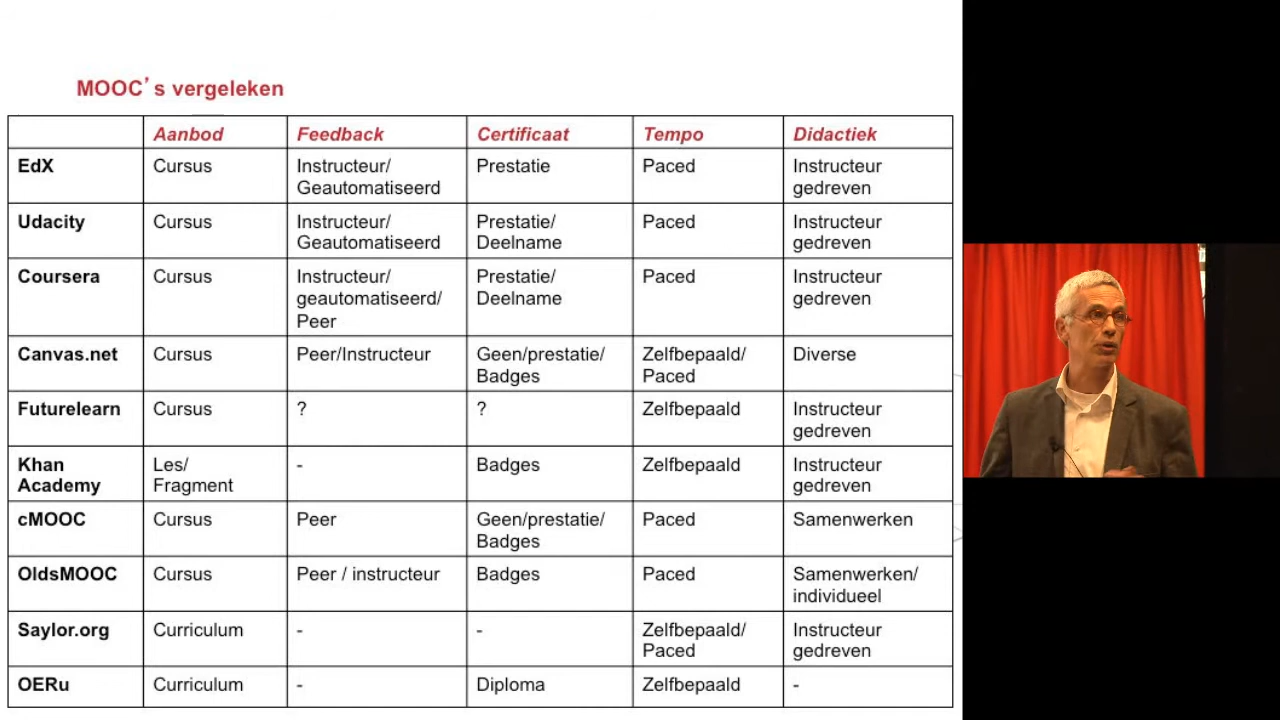 MOOC's vergeleken
Aanbod Feedback Certificaat Tempo Didactiek
EdX Cursus Instructeur/ Prestatie Paced Instructeur
Geautomatiseerd gedreven
Udacity Cursus Instructeur/ Prestatie/ Paced Instructeur
Geautomatiseerd Deelname gedreven
Coursera Cursus Instructeur/ Prestatie/ Paced Instructeur
geautomatiseerd/ Deelname gedreven
Peer
Canvas.net Cursus Peer/Instructeur Geen/prestatie/ Zelfbepaald/ Diverse
Badges Paced
Futurelearn Cursus ? ? Zelfbepaald Instructeur
gedreven
Khan Les/ - Badges Zelfbepaald Instructeur
Academy Fragment gedreven
cMOOC Cursus Peer Geen/prestatie/ Paced Samenwerken
Badges
OldsMOOC Cursus Peer / instructeur Badges Paced Samenwerken/
individueel
Saylor.org Curriculum - - Zelfbepaald/ Instructeur
Paced gedreven
OERu Curriculum - Diploma Zelfbepaald -